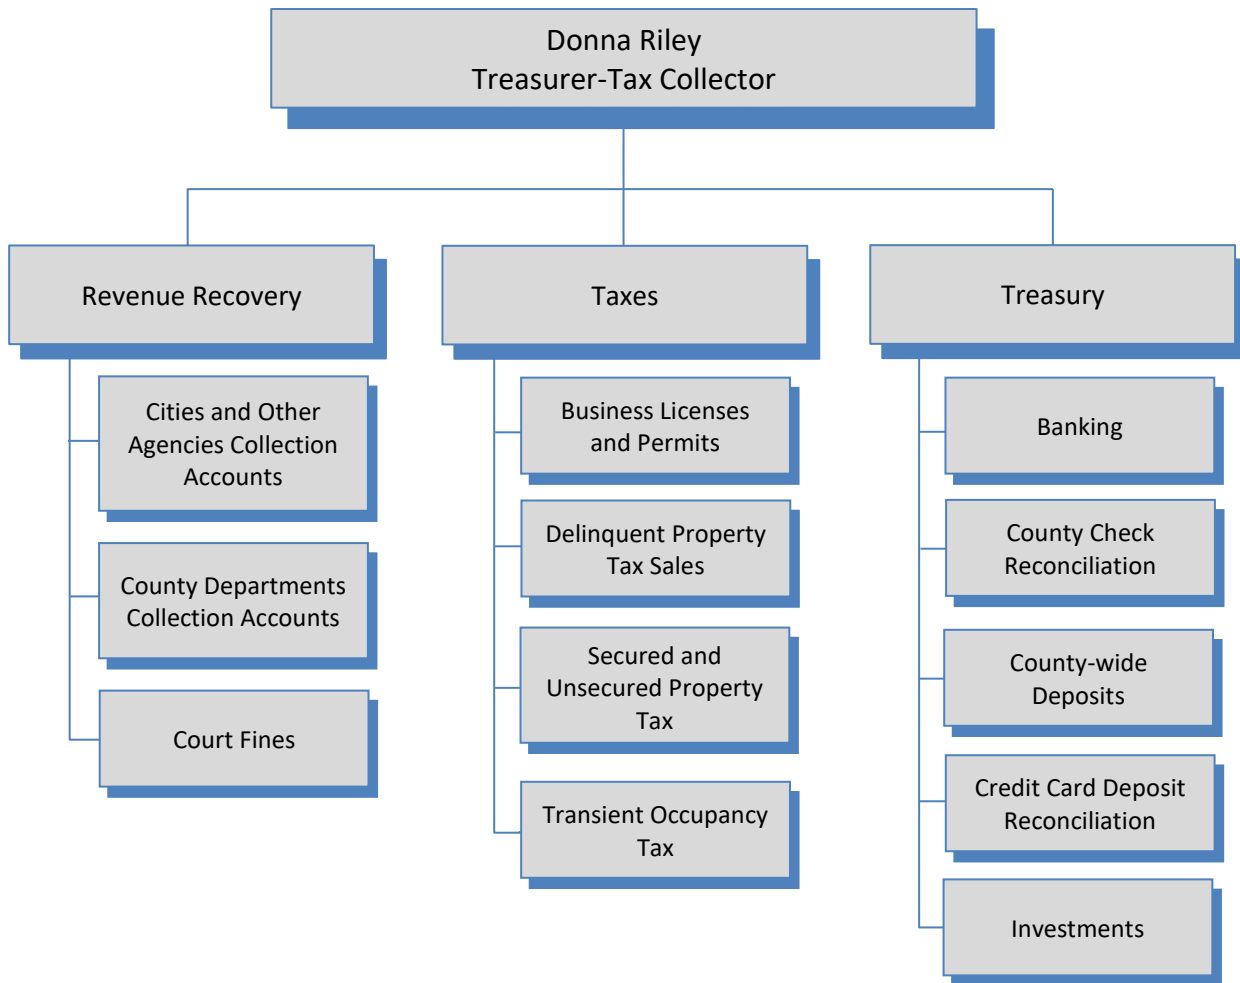 Donna Riley
Treasurer-Tax Collector
Revenue Recovery
Cities and Other
Agencies Collection
Accounts
County Departments
Collection Accounts
Court Fines
Taxes
Business Licenses
and Permits
Delinquent Property
Tax Sales
Secured and
Unsecured Property
Tax
Transient Occupancy
Tax
Treasury
Banking
County Check
Reconciliation
County-wide
Deposits
Credit Card Deposit
Reconciliation
Investments